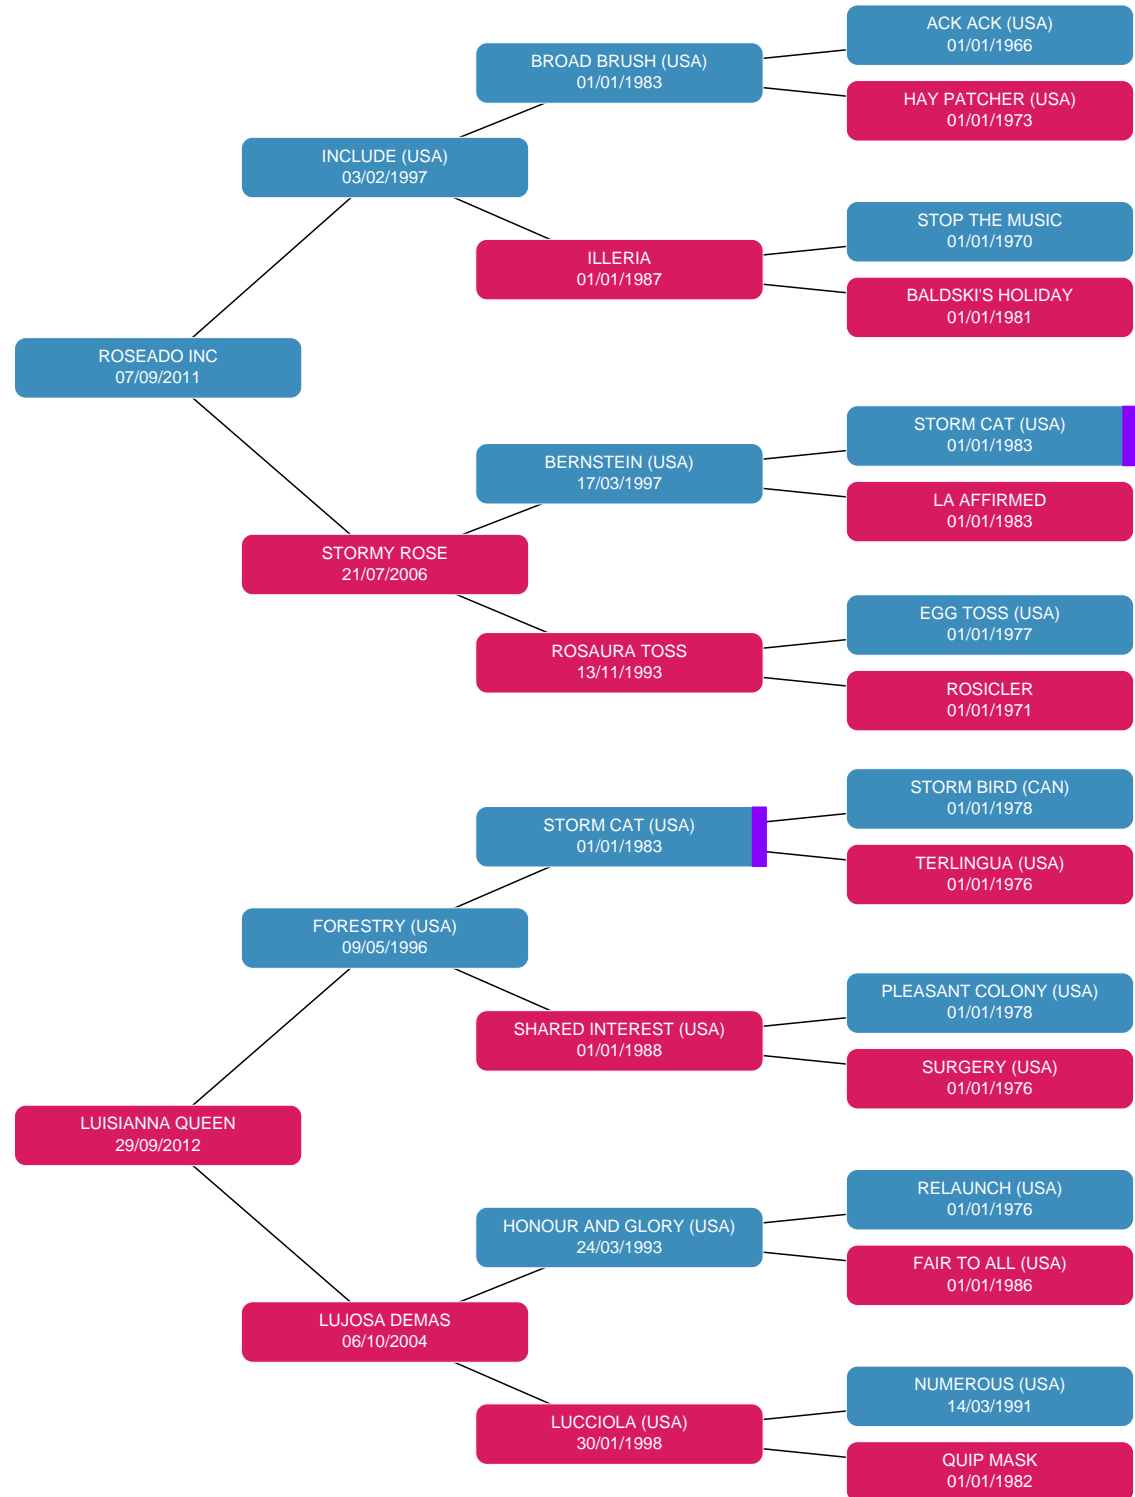 ACK ACK (USA)
01/01/1966
BROAD BRUSH (USA)
01/01/1983
HAY PATCHER (USA)
01/01/1973
INCLUDE (USA)
03/02/1997
STOP THE MUSIC
01/01/1970
ILLERIA
01/01/1987
BALDSKI'S HOLIDAY
01/01/1981
ROSEADO INC
07/09/2011
STORM CAT (USA)
01/01/1983
BERNSTEIN (USA)
17/03/1997
LA AFFIRMED
01/01/1983
STORMY ROSE
21/07/2006
EGG TOSS (USA)
01/01/1977
ROSAURA TOSS
13/11/1993
ROSICLER
01/01/1971
STORM BIRD (CAN)
01/01/1978
STORM CAT (USA)
01/01/1983
TERLINGUA (USA)
01/01/1976
FORESTRY (USA)
09/05/1996
PLEASANT COLONY (USA)
01/01/1978
SHARED INTEREST (USA)
01/01/1988
SURGERY (USA)
01/01/1976
LUISIANNA QUEEN
29/09/2012
RELAUNCH (USA)
01/01/1976
HONOUR AND GLORY (USA)
24/03/1993
FAIR TO ALL (USA)
01/01/1986
LUJOSA DEMAS
06/10/2004
NUMEROUS (USA)
14/03/1991
LUCCIOLA (USA)
30/01/1998
QUIP MASK
01/01/1982